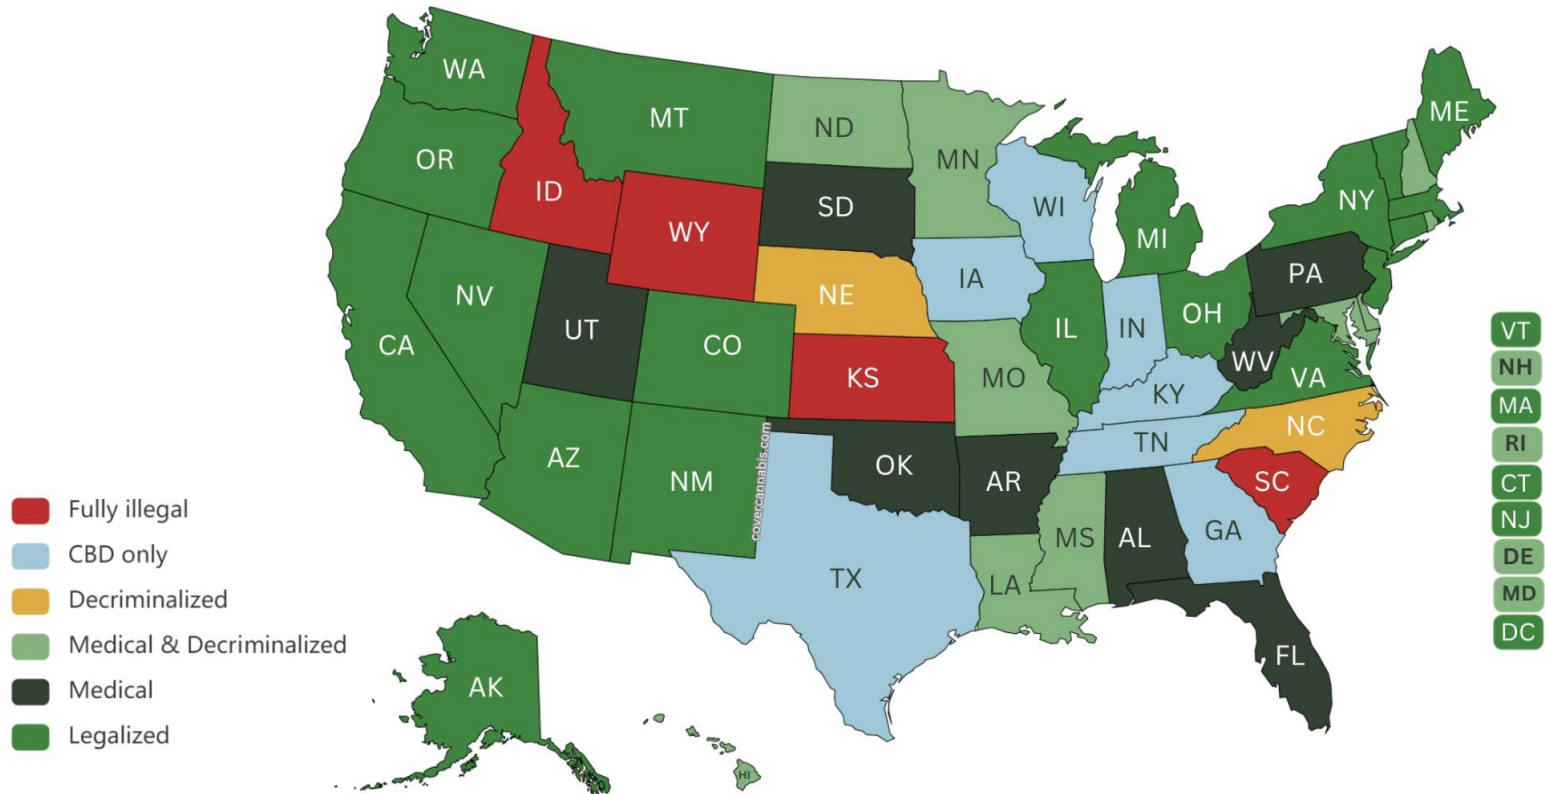 WA
MT
ND
MN
ME
OR
ID
SD
WI
NY
WY
MI
NE
IA
PA
NV
UT
CO
IL
IN
OH
CA
KS
MO
WV
VA
KY
NC
TN
AZ
NM
OK
AR
SC
covercannabis.com
MS
AL
GA
TX
LA
FL
AK
HI
Fully illegal
CBD only
Decriminalized
Medical & Decriminalized
Medical
Legalized
VT
NH
MA
RI
CT
NJ
DE
MD
DC